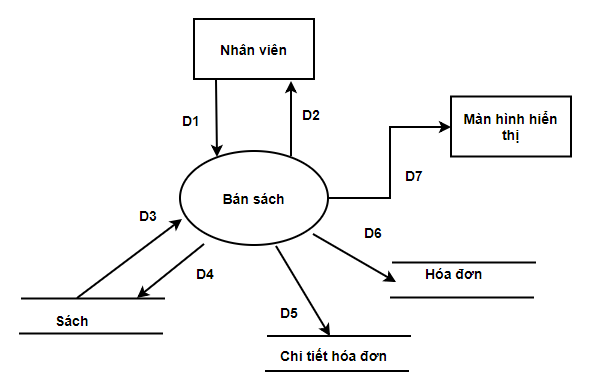 Nhân viên
D1
D2
Màn hình hiển
thị
D7
Bán sách
D3
D4
D6
Hóa đơn
D5
Sách
Chi tiết hóa đơn